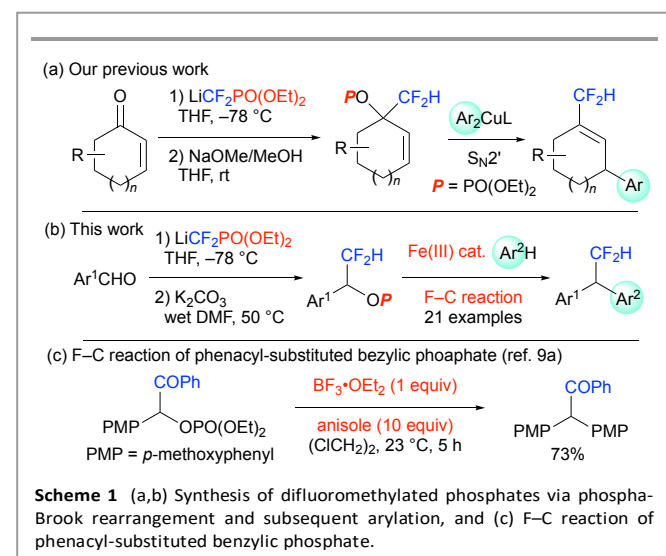 (a) Our previous work
O
R
( )n
1) LiCF2PO(OEt)2
THF, –78 °C
2) NaOMe/MeOH
THF, rt
PO
CF2H
R
( )n
Ar2CuL
SN2'
P = PO(OEt)2
CF2H
R
( )n
Ar
(b) This work
Ar1CHO
1) LiCF2PO(OEt)2
THF, –78 °C
2) K2CO3
wet DMF, 50 °C
CF2H
Ar1
OP
Fe(III) cat. Ar2H
F–C reaction
21 examples
CF2H
Ar1
Ar2
(c) F–C reaction of phenacyl-substituted bezylic phoaphate (ref. 9a)
COPh
PMP
OPO(OEt)2
PMP = p-methoxyphenyl
BF3•OEt2 (1 equiv)
anisole (10 equiv)
(ClCH2)2, 23 °C, 5 h
COPh
PMP
PMP
73%
Scheme 1 (a,b) Synthesis of difluoromethylated phosphates via phospha-
Brook rearrangement and subsequent arylation, and (c) F–C reaction of
phenacyl-substituted benzylic phosphate.